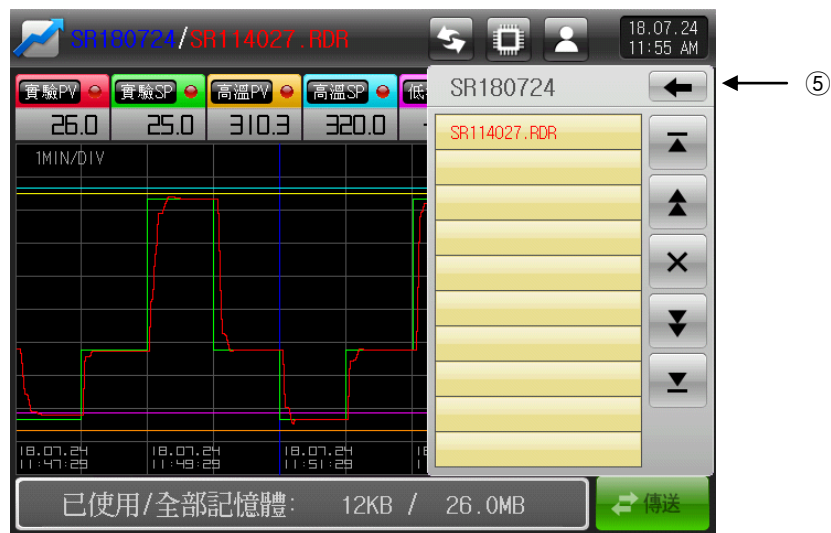 SR180724/SR114027.RDR
18.07.24
11:55 AM
實驗PV 實驗SP 高溫PV 高溫SP 低
26.0 25.0 310.3 320.0 -
SR180724
⑤
SR114027.RDR
1MIN/DIV
18.07.24 18.07.24 18.07.24 18
11:47:29 11:49:29 11:51:29 11
已使用/全部記憶體: 12KB / 26.0MB
傳送